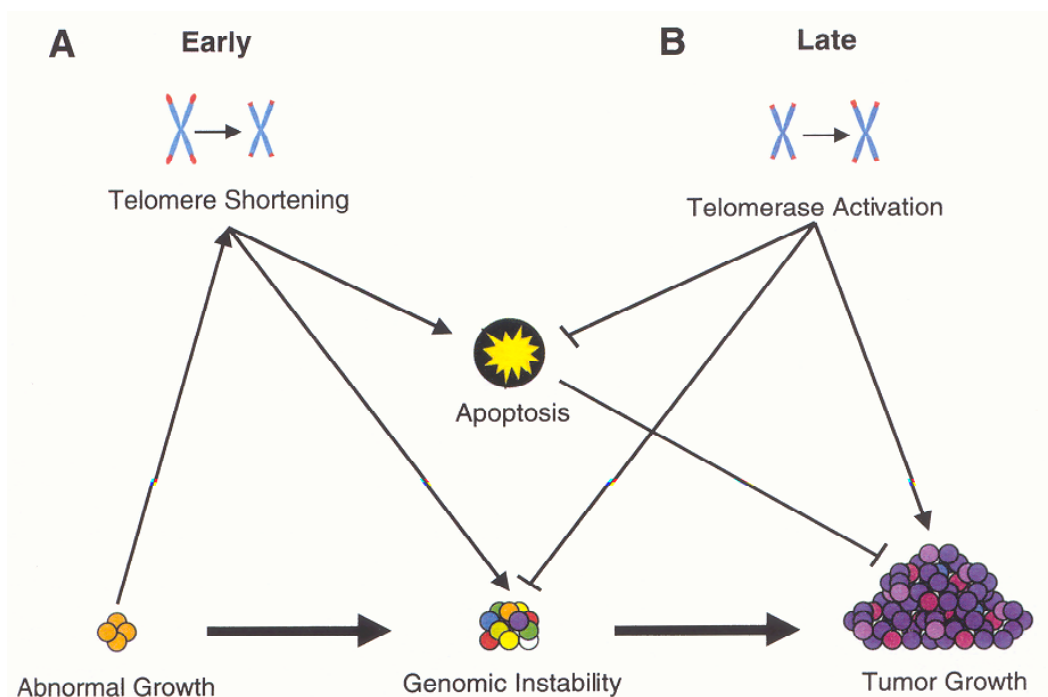 A Early
B Late
Telomere Shortening
Telomerase Activation
Apoptosis
Abnormal Growth
Genomic Instability
Tumor Growth